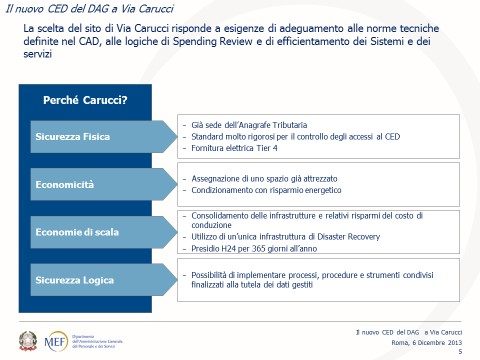 Il nuovo CED del DAG a Via Carucci
La scelta del sito di Via Carucci risponde a esigenze di adeguamento alle norme tecniche
definite nel CAD, alle logiche di Spending Review e di efficientamento dei Sistemi e dei
servizi
Perché Carucci?
Sicurezza Fisica
– Già sede dell'Anagrafe Tributaria
– Standard molto rigorosi per il controllo degli accessi al CED
– Fornitura elettrica Tier 4
Economicità
– Assegnazione di uno spazio già attrezzato
– Condizionamento con risparmio energetico
Economie di scala
– Consolidamento delle infrastrutture e relativi risparmi del costo di
conduzione
– Utilizzo di un'unica infrastruttura di Disaster Recovery
– Presidio H24 per 365 giorni all'anno
Sicurezza Logica
– Possibilità di implementare processi, procedure e strumenti condivisi
finalizzati alla tutela dei dati gestiti
MEF
Dipartimento
dell'Amministrazione Generale
del Personale e dei Servizi
Il nuovo CED del DAG a Via Carucci
Roma, 6 Dicembre 2013
5